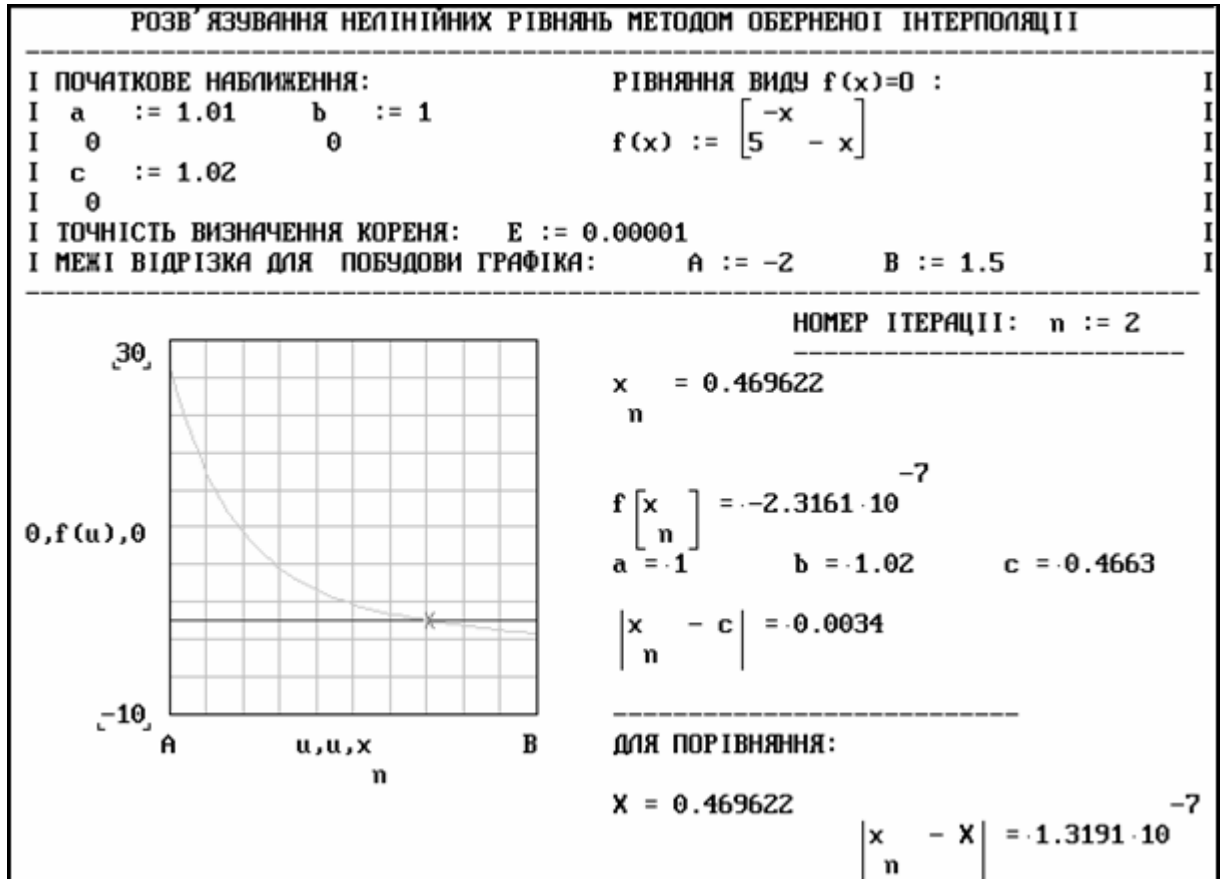 РОЗВ'ЯЗУВАННЯ НЕЛІНІЙНИХ РІВНЯНЬ МЕТОДОМ ОБЕРНЕНОІ ІНТЕРПОЛЯЦІІ
I ПОЧАТКОВЕ НАБЛИЖЕННЯ: РІВНЯННЯ ВИДУ f(x)=0 : I
I a := 1.01 b := 1 -x I
I 0 0 f(x) := [5 - x] I
I c := 1.02 I
I 0 I
I ТОЧНІСТЬ ВИЗНАЧЕННЯ КОРЕНЯ: E := 0.00001 I
I МЕЖІ ВІДРІЗКА ДЛЯ ПОБУДОВИ ГРАФІКА: A := -2 B := 1.5 I
НОМЕР ІТЕРАЦІІ: n := 2
30
x = 0.469622
n
-7
f[x ] = -2.3161 10
n
0,f(u),0
a = 1 b = 1.02 c = 0.4663
|x - c| = 0.0034
n
-10
A u,u,x B
n
ДЛЯ ПОРІВНЯННЯ:
X = 0.469622 -7
|x - X| = 1.3191 10
n